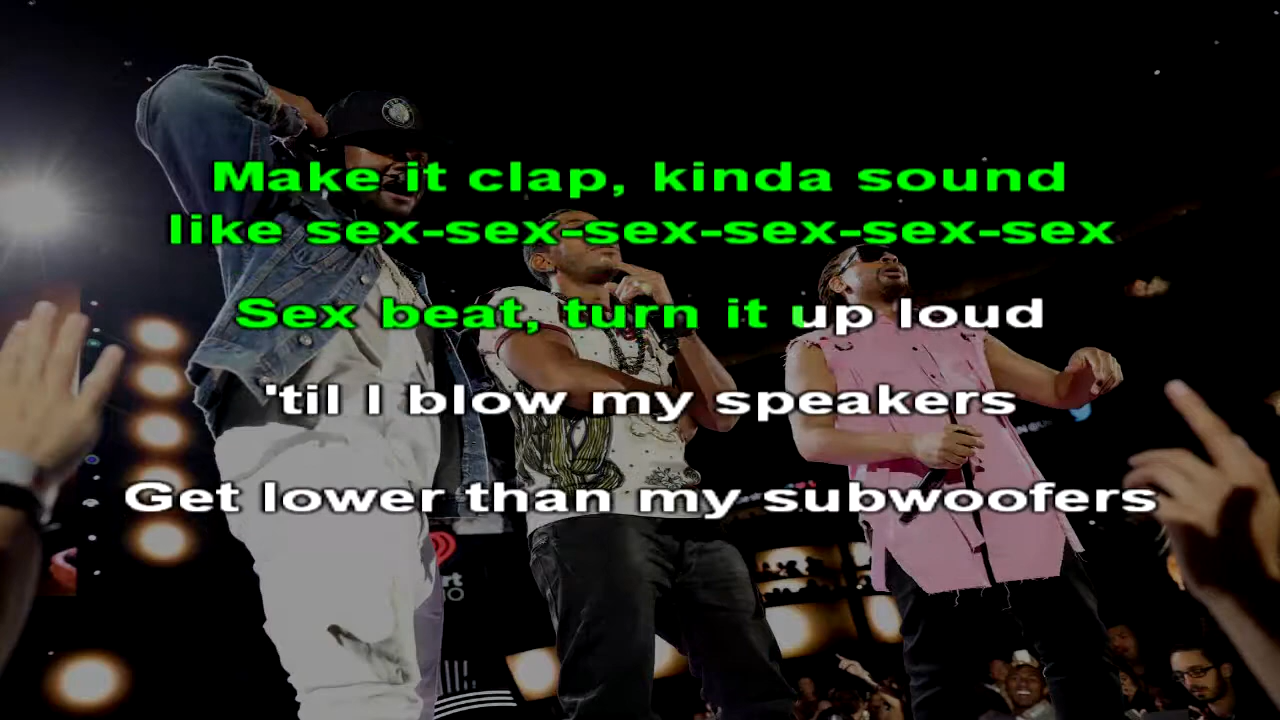 Make it clap, kinda sound
like sex-sex-sex-sex-sex-sex
Sex beat, turn it up loud
'til I blow my speakers
Get lower than my subwoofers